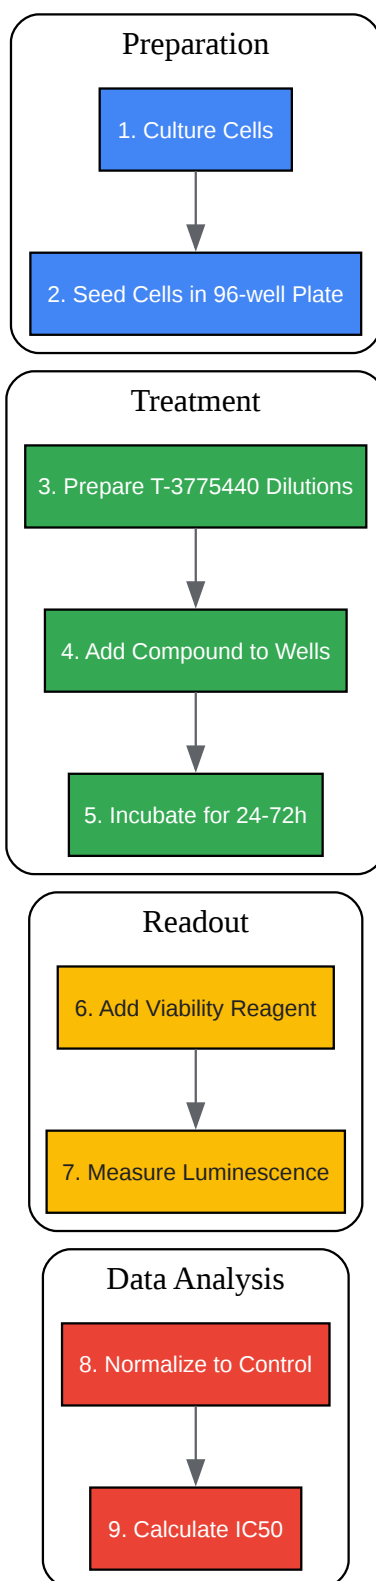 Preparation
1. Culture Cells
2. Seed Cells in 96-well Plate
Treatment
3. Prepare T-3775440 Dilutions
4. Add Compound to Wells
5. Incubate for 24-72h
Readout
6. Add Viability Reagent
7. Measure Luminescence
Data Analysis
8. Normalize to Control
9. Calculate IC50